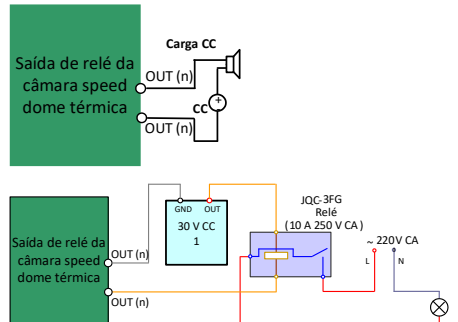 Carga CC
Saída de relé da
câmara speed
dome térmica
OUT (n)
CC
+
OUT (n)
JQC-3FG
Relé
(10 A 250 V CA )
GND OUT
30 V CC
1
~ 220V CA
L N
Saída de relé da
câmara speed
dome térmica
OUT (n)
OUT (n)